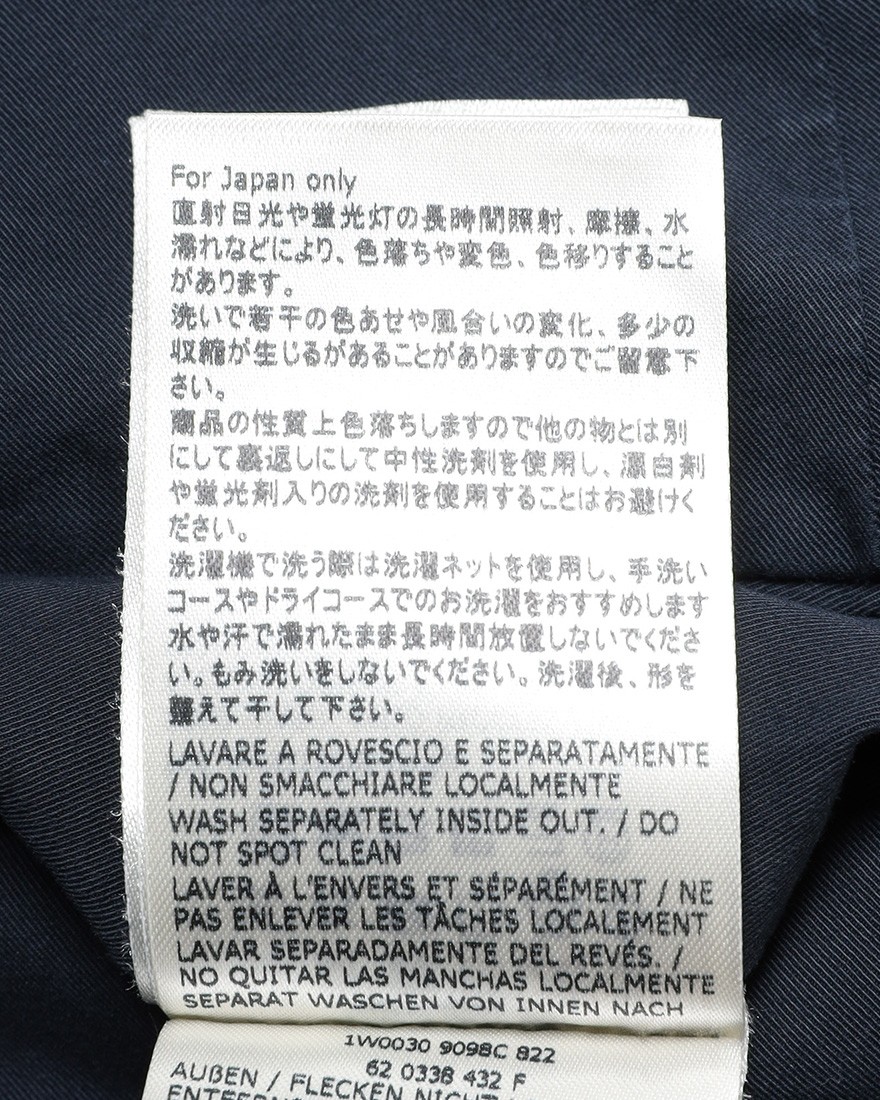 For Japan only
直射日光や蛍光灯の長時間照射、摩擦、水
濡れなどにより、色落ちや変色、色移りすること
があります。
洗いで若干の色あせや風合いの変化、多少の
収縮が生じるがあることがありますのでご留意下
さい。
商品の性質上色落ちしますので他の物とは別
にして裏返しにして中性洗剤を使用し、漂白剤
や蛍光剤入りの洗剤を使用することはお避けく
ださい。
洗濯機で洗う際は洗濯ネットを使用し、手洗い
コースやドライコースでのお洗濯をおすすめします
水や汗で濡れたまま長時間放置しないでくださ
い。もみ洗いをしないでください。洗濯後、形を
整えて干して下さい。
LAVARE A ROVESCIO E SEPARATAMENTE
/ NON SMACCHIARE LOCALMENTE
WASH SEPARATELY INSIDE OUT. / DO
NOT SPOT CLEAN
LAVER À L'ENVERS ET SÉPARÉMENT / NE
PAS ENLEVER LES TÂCHES LOCALEMENT
LAVAR SEPARADAMENTE DEL REVÉS. /
NO QUITAR LAS MANCHAS LOCALMENTE
SEPARAT WASCHEN VON INNEN NACH
1W0030 9098C 822
62 0338 432 F
AUßEN / FLECKEN NICHT